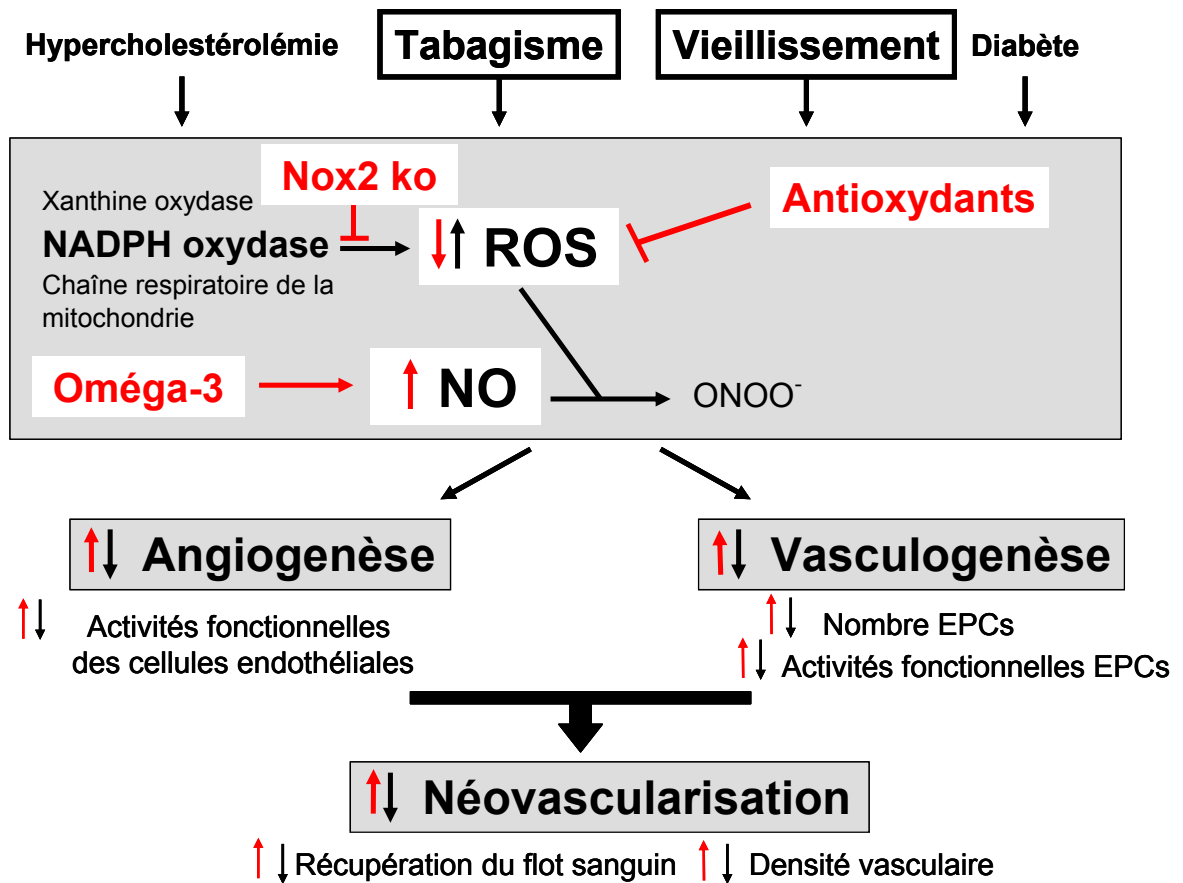 Hypercholestérolémie
Tabagisme
Vieillissement
Diabète
Nox2 ko
Antioxydants
Xanthine oxydase
NADPH oxydase
ROS
Chaîne respiratoire de la
mitochondrie
Oméga-3
NO
ONOO⁻
Angiogenèse
Vasculogenèse
Activités fonctionnelles
des cellules endothéliales
Nombre EPCs
Activités fonctionnelles EPCs
Néovascularisation
Récupération du flot sanguin
Densité vasculaire